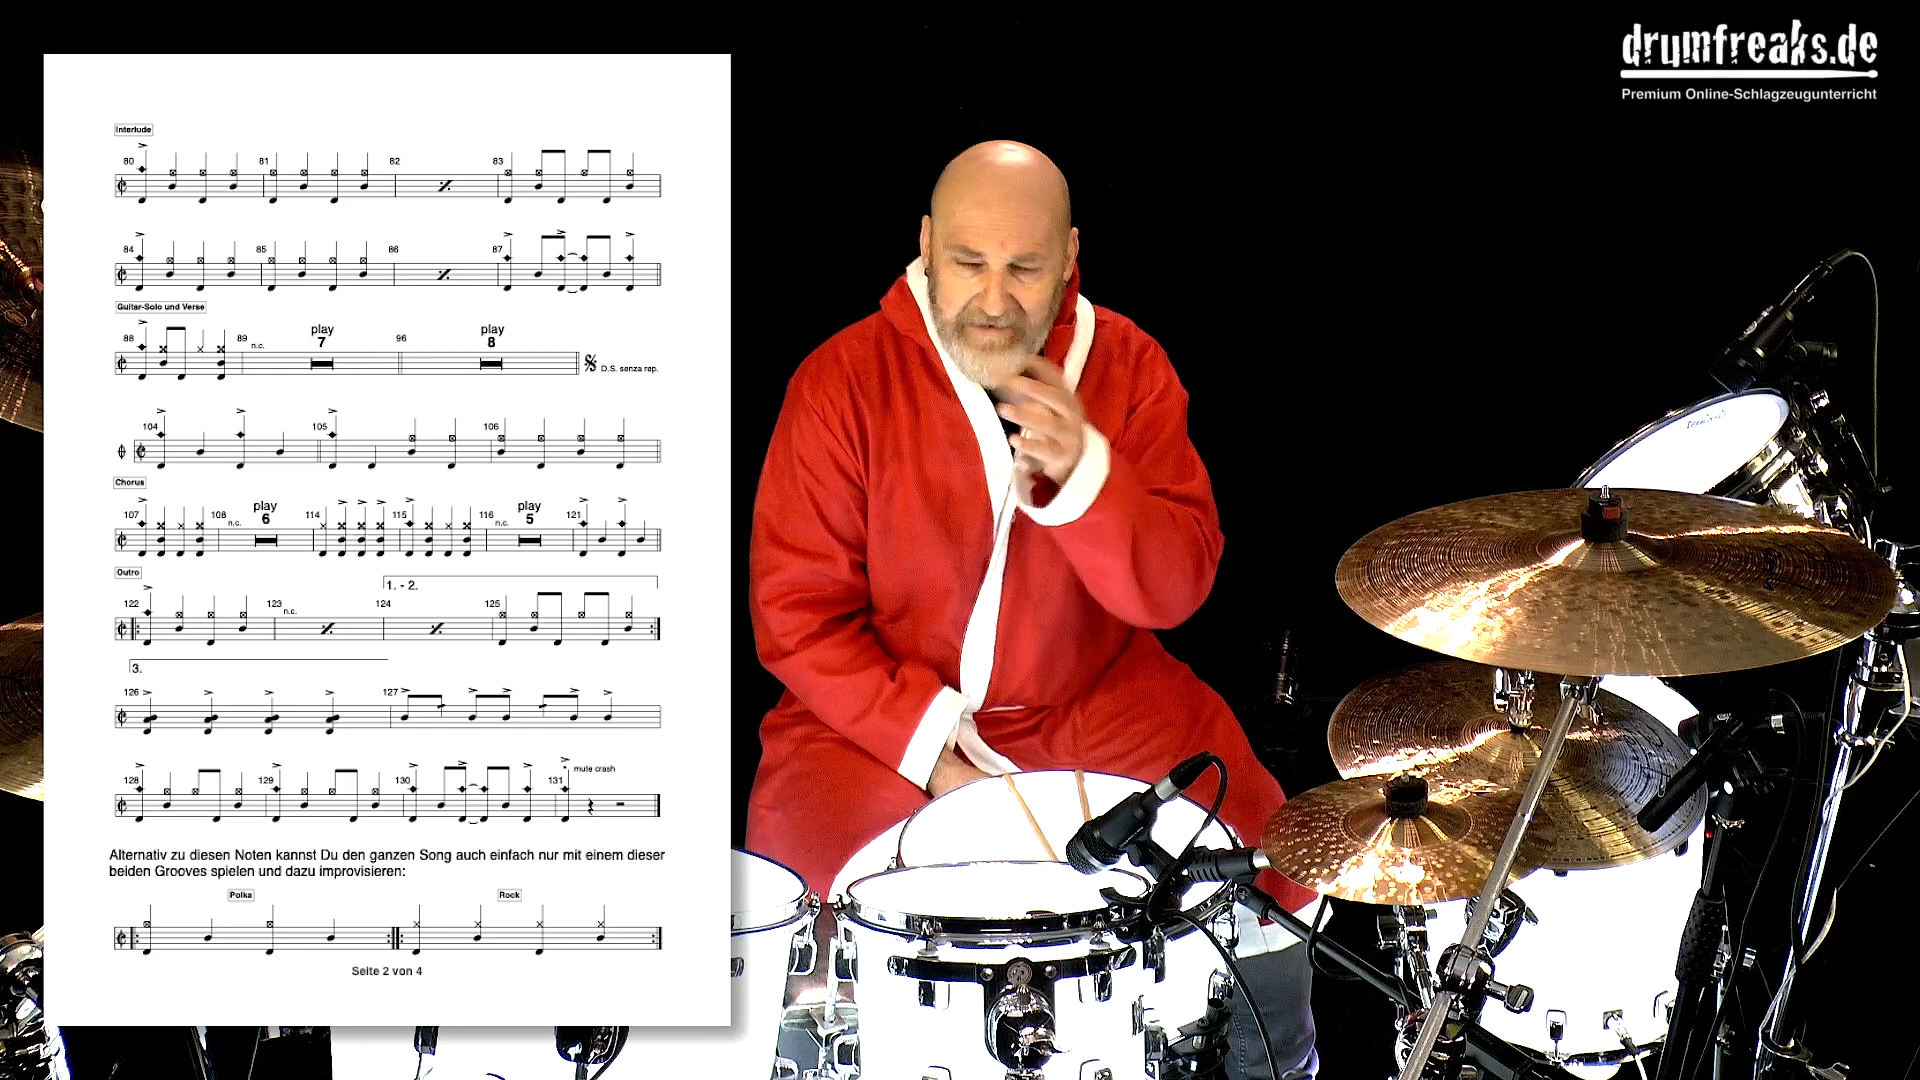 drumfreaks.de
Premium Online-Schlagzeugunterricht
Interlude
80 81 82 83
84 85 86 87
Guitar-Solo und Verse
88 89 n.c. play 7 96 play 8 D.S. senza rep.
104 105 106
Chorus
107 108 n.c. play 6 114 115 116 n.c. play 5 121
Outro
1. - 2.
122 123 n.c. 124 125
3.
126 127
128 129 130 131 mute crash
Alternativ zu diesen Noten kannst Du den ganzen Song auch einfach nur mit einem dieser
beiden Grooves spielen und dazu improvisieren:
Polka Rock
Seite 2 von 4